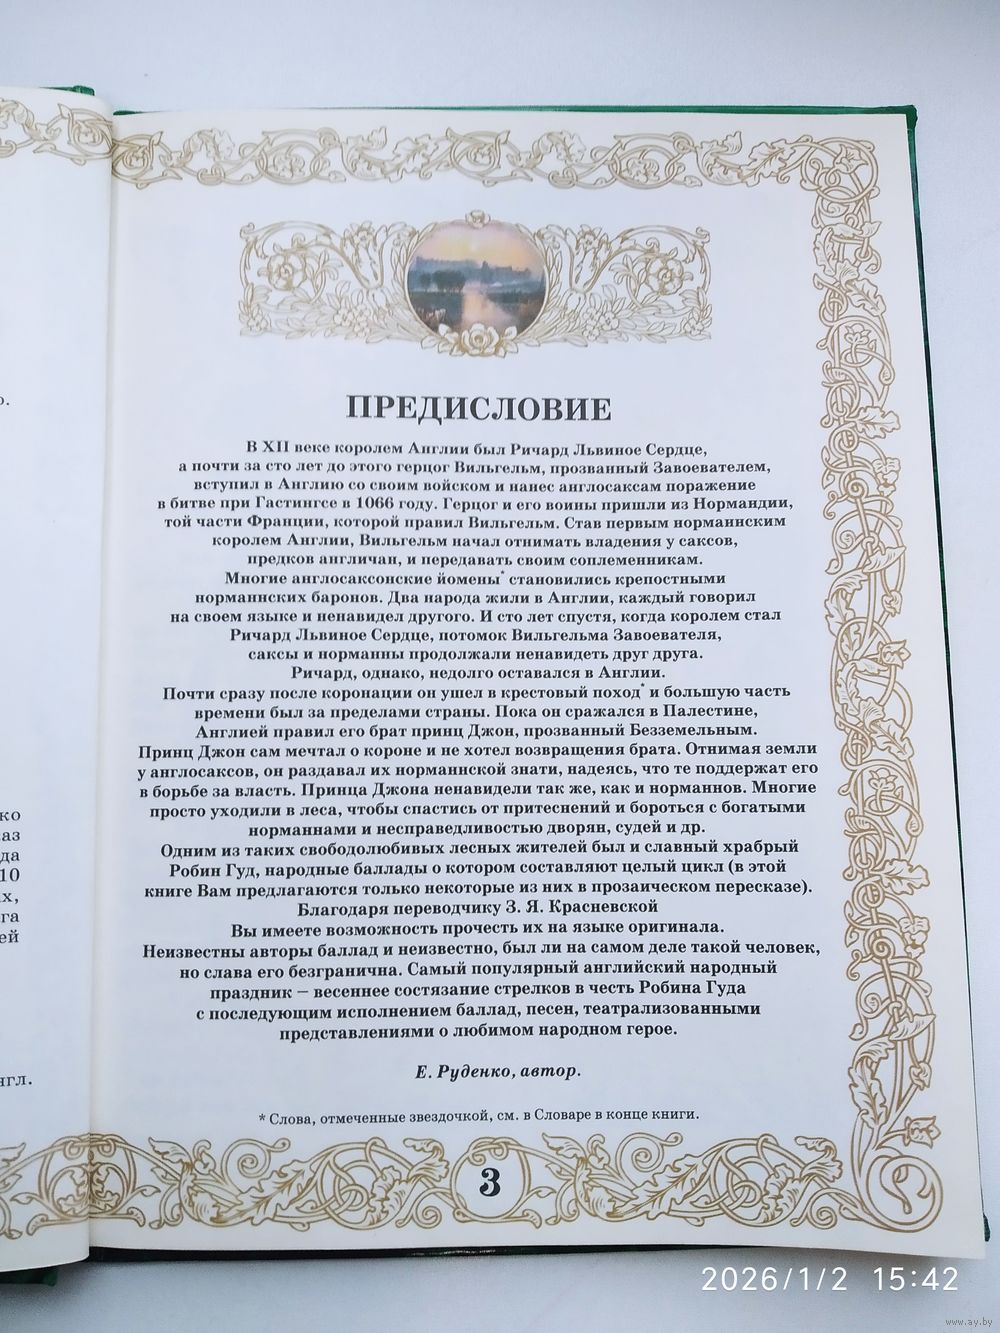 ко
каз
да
10
ах,
га
ей
нгл.
ПРЕДИСЛОВИЕ
В XII веке королем Англии был Ричард Львиное Сердце,
а почти за сто лет до этого герцог Вильгельм, прозванный Завоевателем,
вступил в Англию со своим войском и нанес англосаксам поражение
в битве при Гастингсе в 1066 году. Герцог и его воины пришли из Нормандии,
той части Франции, которой правил Вильгельм. Став первым норманнским
королем Англии, Вильгельм начал отнимать владения у саксов,
предков англичан, и передавать своим соплеменникам.
Многие англосаксонские йомены* становились крепостными
норманнских баронов. Два народа жили в Англии, каждый говорил
на своем языке и ненавидел другого. И сто лет спустя, когда королем стал
Ричард Львиное Сердце, потомок Вильгельма Завоевателя,
саксы и норманны продолжали ненавидеть друг друга.
Ричард, однако, недолго оставался в Англии.
Почти сразу после коронации он ушел в крестовый поход* и большую часть
времени был за пределами страны. Пока он сражался в Палестине,
Англией правил его брат принц Джон, прозванный Безземельным.
Принц Джон сам мечтал о короне и не хотел возвращения брата. Отнимая земли
у англосаксов, он раздавал их норманнской знати, надеясь, что те поддержат его
в борьбе за власть. Принца Джона ненавидели так же, как и норманнов. Многие
просто уходили в леса, чтобы спастись от притеснений и бороться с богатыми
норманнами и несправедливостью дворян, судей и др.
Одним из таких свободолюбивых лесных жителей был и славный храбрый
Робин Гуд, народные баллады о котором составляют целый цикл (в этой
книге Вам предлагаются только некоторые из них в прозаическом пересказе).
Благодаря переводчику З. Я. Красневской
Вы имеете возможность прочесть их на языке оригинала.
Неизвестны авторы баллад и неизвестно, был ли на самом деле такой человек,
но слава его безгранична. Самый популярный английский народный
праздник – весеннее состязание стрелков в честь Робина Гуда
с последующим исполнением баллад, песен, театрализованными
представлениями о любимом народном герое.
Е. Руденко, автор.
* Слова, отмеченные звездочкой, см. в Словаре в конце книги.
3
2026/1/2 15:42
www.ay.by